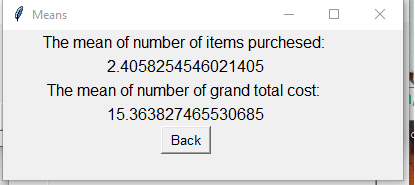 Means
The mean of number of items purchesed:
2.4058254546021405
The mean of number of grand total cost:
15.363827465530685
Back